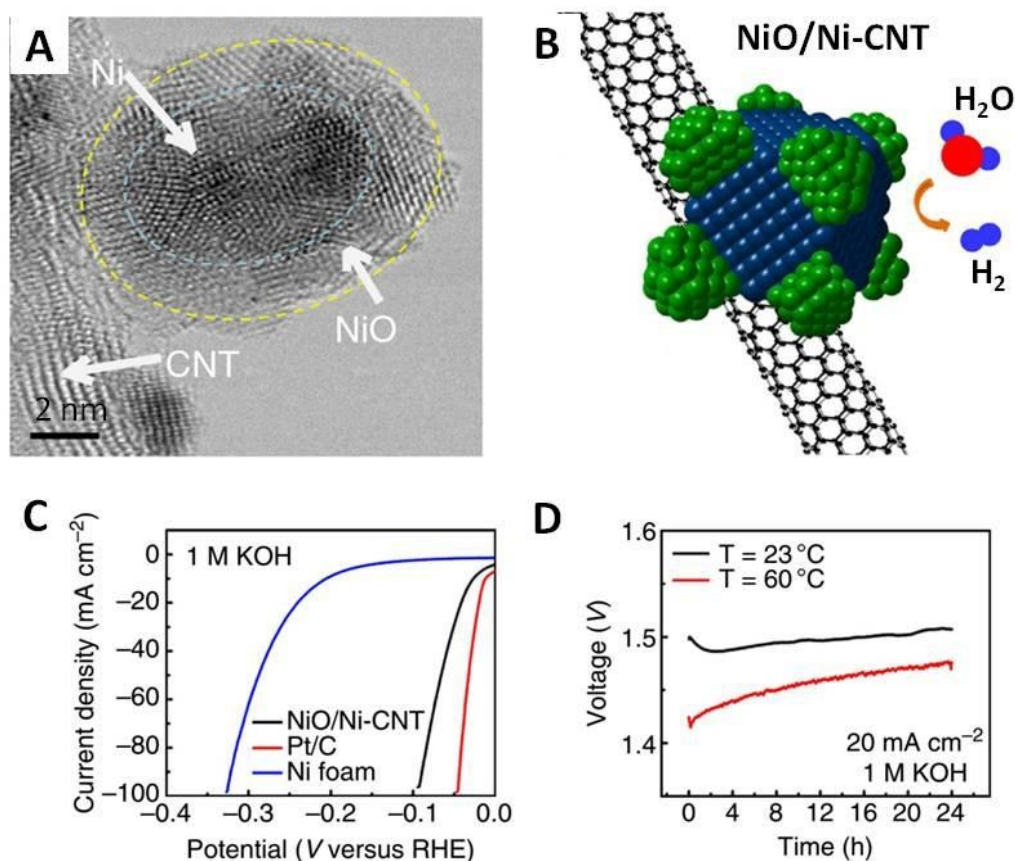 A
Ni
NiO
CNT
2 nm
B
NiO/Ni-CNT
H₂O
H₂
C
1 M KOH
Current density (mA cm⁻²)
0
−20
−40
−60
−80
−100
NiO/Ni-CNT
Pt/C
Ni foam
−0.4
−0.3
−0.2
−0.1
0.0
Potential (V versus RHE)
D
Voltage (V)
1.6
1.5
1.4
T = 23 °C
T = 60 °C
20 mA cm⁻²
1 M KOH
0
4
8
12
16
20
24
Time (h)